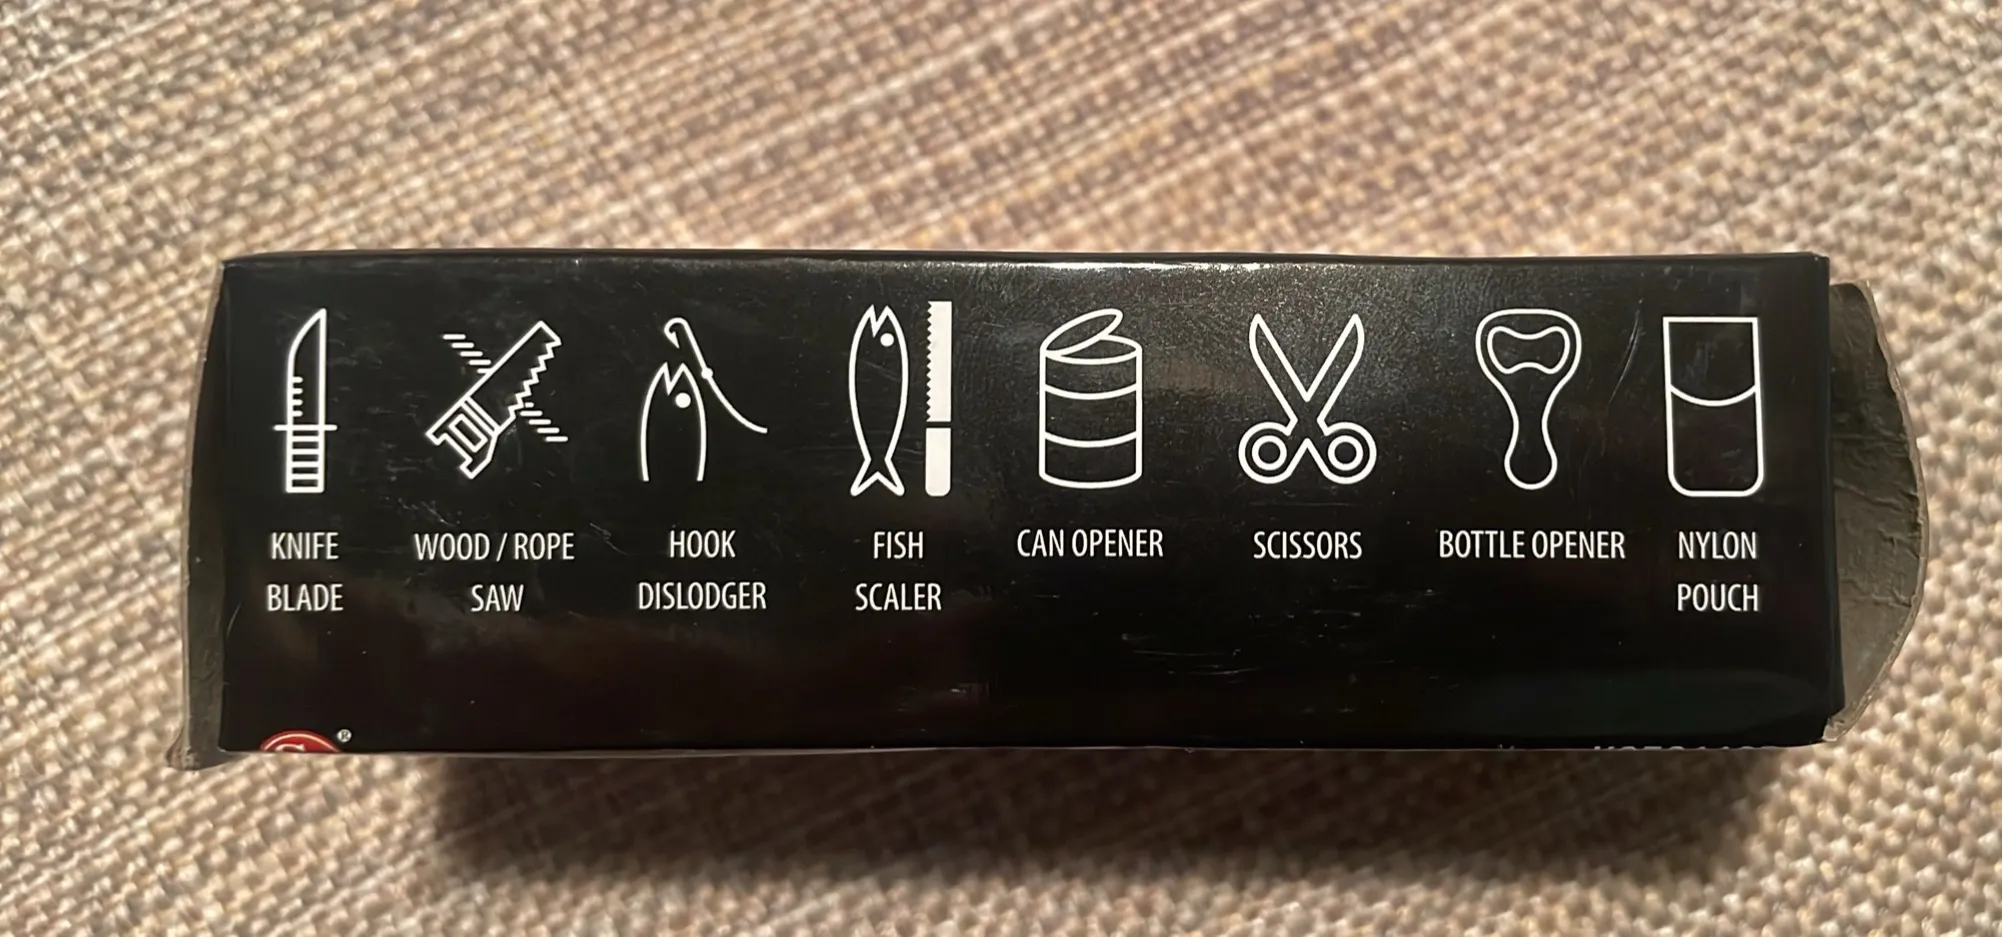 KNIFE
BLADE
WOOD / ROPE
SAW
HOOK
DISLODGER
FISH
SCALER
CAN OPENER
SCISSORS
BOTTLE OPENER
NYLON
POUCH
®